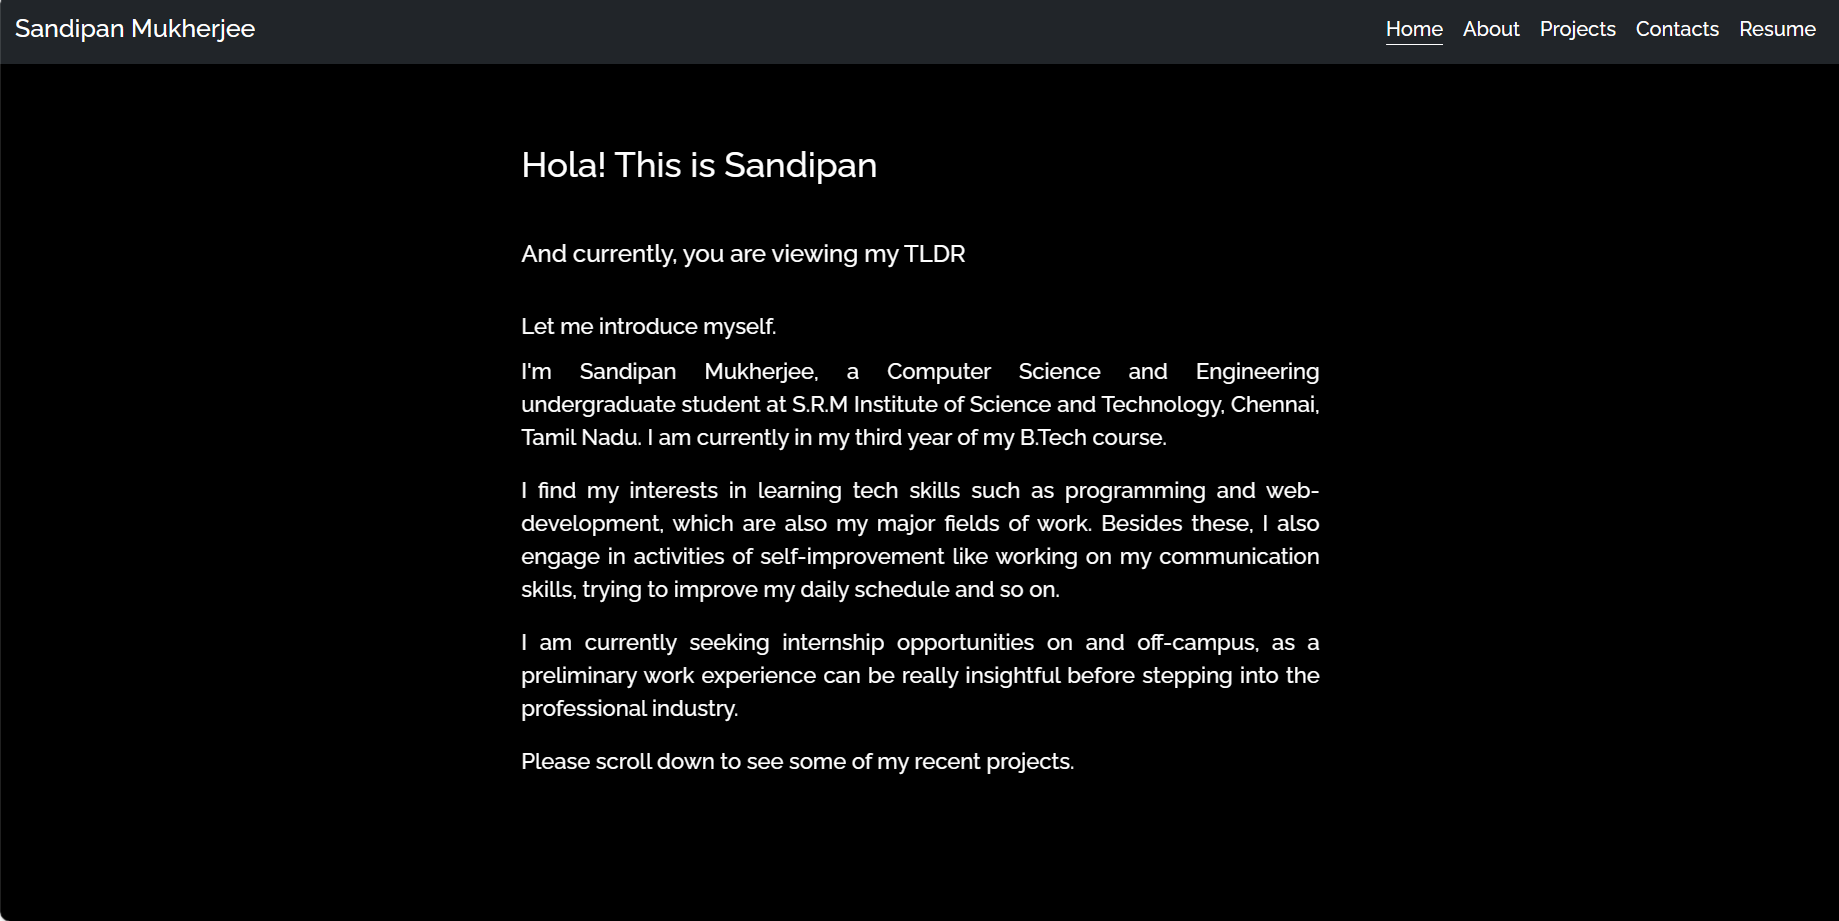 Sandipan Mukherjee
Home About Projects Contacts Resume
Hola! This is Sandipan
And currently, you are viewing my TLDR
Let me introduce myself.
I'm Sandipan Mukherjee, a Computer Science and Engineering
undergraduate student at S.R.M Institute of Science and Technology, Chennai,
Tamil Nadu. I am currently in my third year of my B.Tech course.
I find my interests in learning tech skills such as programming and web-
development, which are also my major fields of work. Besides these, I also
engage in activities of self-improvement like working on my communication
skills, trying to improve my daily schedule and so on.
I am currently seeking internship opportunities on and off-campus, as a
preliminary work experience can be really insightful before stepping into the
professional industry.
Please scroll down to see some of my recent projects.